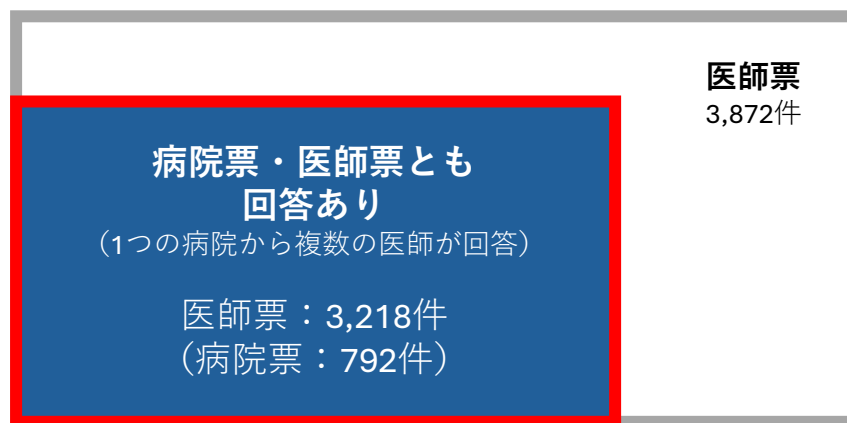 医師票
3,872件
病院票・医師票とも
回答あり
（1つの病院から複数の医師が回答）
医師票：3,218件
（病院票：792件）